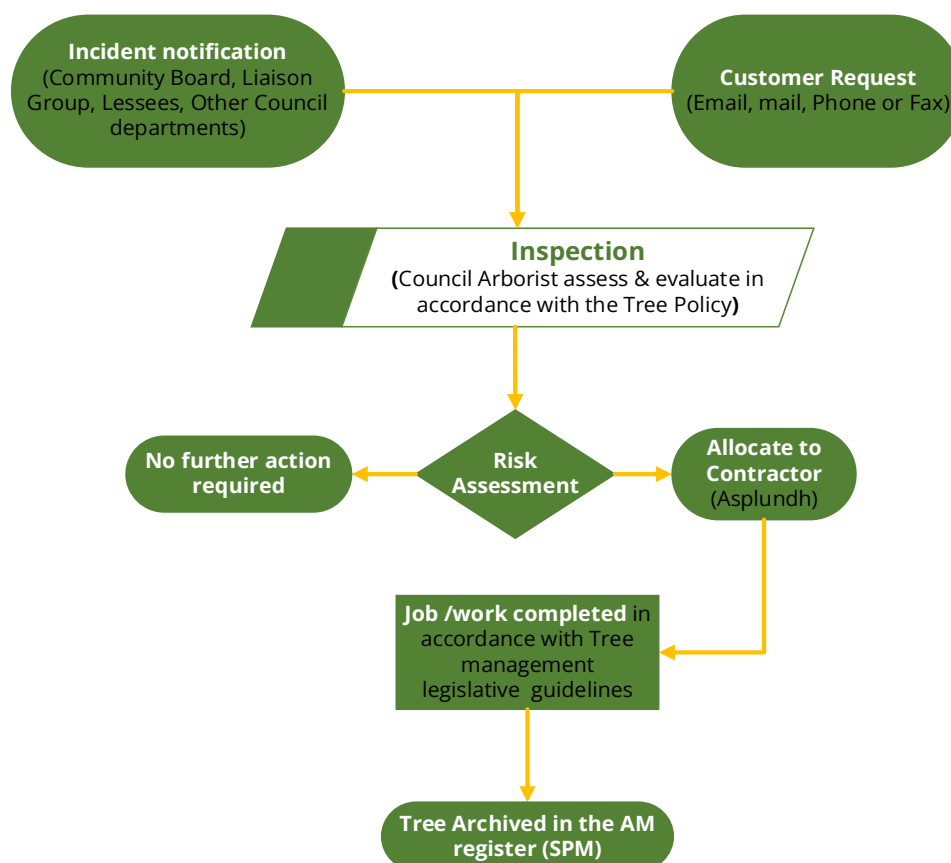 Incident notification
(Community Board, Liaison
Group, Lessees, Other Council
departments)
Customer Request
(Email, mail, Phone or Fax)
Inspection
(Council Arborist assess & evaluate in
accordance with the Tree Policy)
No further action
required
Risk
Assessment
Allocate to
Contractor
(Asplundh)
Job /work completed in
accordance with Tree
management
legislative guidelines
Tree Archived in the AM
register (SPM)